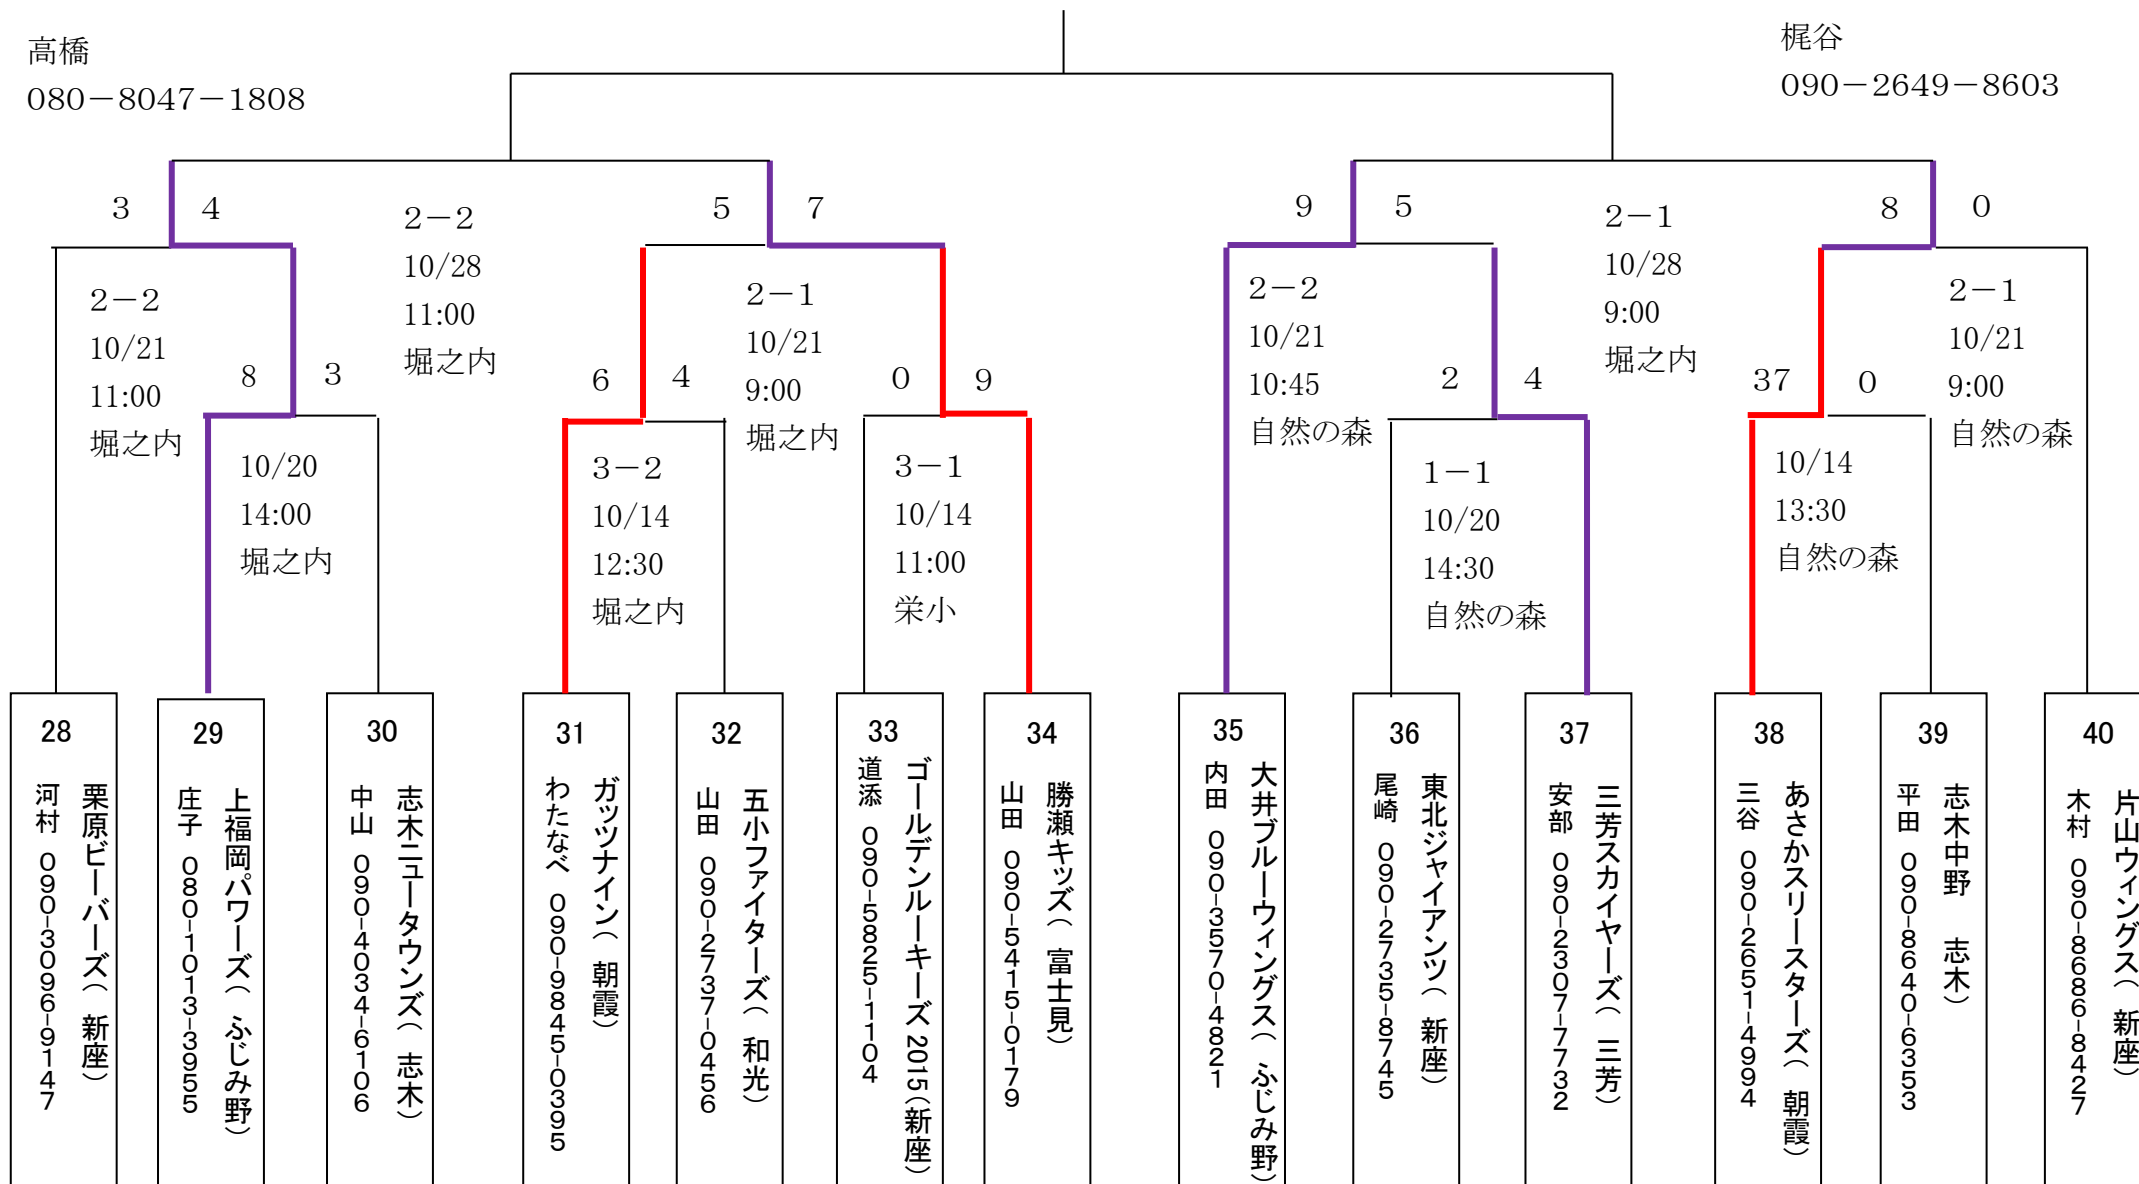 高橋
080－8047－1808
梶谷
090－2649－8603
3 4
2－2
10/28
11:00
堀之内
5 7
9 5
2－1
10/28
9:00
堀之内
8 0
2－2
10/21
11:00
堀之内
8 3
10/20
14:00
堀之内
6 4
3－2
10/14
12:30
堀之内
2－1
10/21
9:00
堀之内
0 9
3－1
10/14
11:00
栄小
2－2
10/21
10:45
自然の森
2 4
1－1
10/20
14:30
自然の森
37 0
10/14
13:30
自然の森
2－1
10/21
9:00
自然の森
28
栗原ビーバーズ（ 新座）
河村 090-3096-9147
29
上福岡パワーズ（ ふじみ野）
庄子 080-1013-3955
30
志木ニュータウンズ（ 志木）
中山 090-4034-6106
31
ガッツナイン（ 朝霞）
わたなべ 090-9845-0395
32
五小ファイターズ（ 和光）
山田 090-2737-0456
33
ゴールデンルーキーズ 2015（新座）
道添 090-5825-1104
34
勝瀬キッズ（ 富士見）
山田 090-5415-0179
35
大井ブルーウィングス（ ふじみ野）
内田 090-3570-4821
36
東北ジャイアンツ（ 新座）
尾崎 090-2735-8745
37
三芳スカイヤーズ（ 三芳）
安部 090-2307-7732
38
あさかスリースターズ（ 朝霞）
三谷 090-2651-4994
39
志木中野 志木）
平田 090-8640-6353
40
片山ウィングス（ 新座）
木村 090-8686-8427